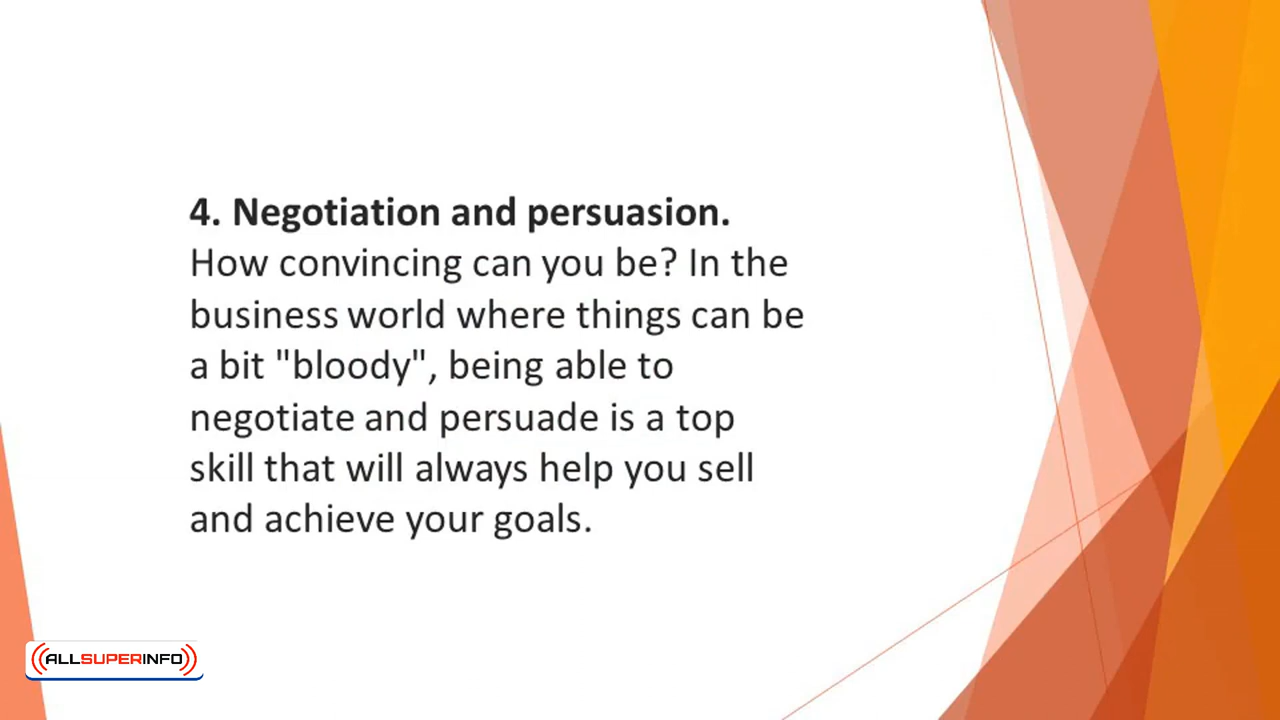 4. Negotiation and persuasion.
How convincing can you be? In the
business world where things can be
a bit "bloody", being able to
negotiate and persuade is a top
skill that will always help you sell
and achieve your goals.
ALLSUPERINFO